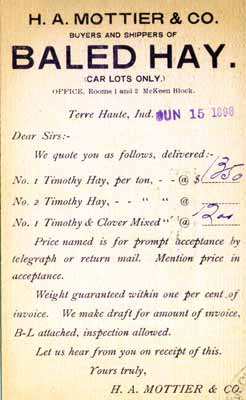 H. A. MOTTIER & CO.
BUYERS AND SHIPPERS OF
BALED HAY.
(CAR LOTS ONLY.)
OFFICE, Rooms 1 and 2 McKeen Block.
Terre Haute, Ind. JUN 15 1898
Dear Sirs:-
We quote you as follows, delivered:-
No. 1 Timothy Hay, per ton, - - @ $
No. 2 Timothy Hay, - - " " @
No. 1 Timothy & Clover Mixed " " @
Price named is for prompt acceptance by
telegraph or return mail. Mention price in
acceptance.
Weight guaranteed within one per cent of
invoice. We make draft for amount of invoice,
B-L attached, inspection allowed.
Let us hear from you on receipt of this.
Yours truly,
H. A. MOTTIER & CO.